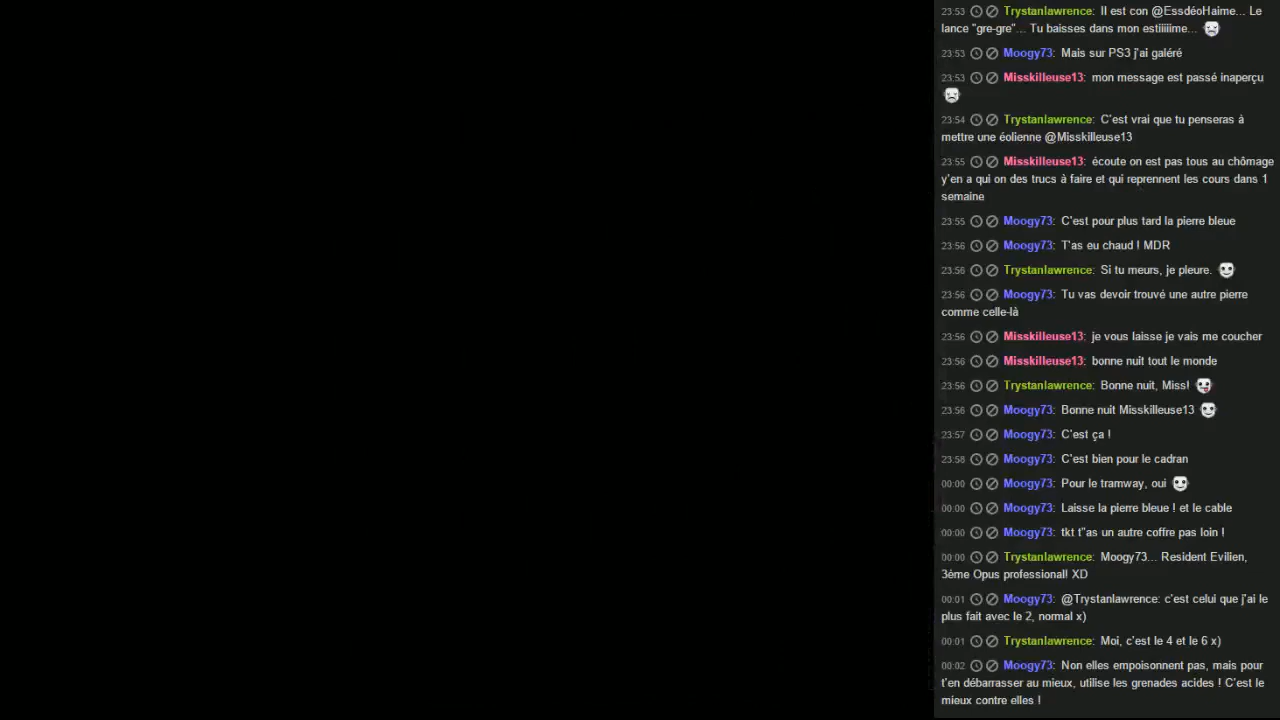 23:53 Trystanlawrence: Il est con @EssdéoHaime... Le
lance "gre-gre"... Tu baisses dans mon estiiiiime...
23:53 Moogy73: Mais sur PS3 j'ai galéré
23:53 Misskilleuse13: mon message est passé inaperçu
23:54 Trystanlawrence: C'est vrai que tu penseras à
mettre une éolienne @Misskilleuse13
23:55 Misskilleuse13: écoute on est pas tous au chômage
y'en a qui on des trucs à faire et qui reprennent les cours dans 1
semaine
23:55 Moogy73: C'est pour plus tard la pierre bleue
23:56 Moogy73: T'as eu chaud ! MDR
23:56 Trystanlawrence: Si tu meurs, je pleure.
23:56 Moogy73: Tu vas devoir trouvé une autre pierre
comme celle-là
23:56 Misskilleuse13: je vous laisse je vais me coucher
23:56 Misskilleuse13: bonne nuit tout le monde
23:56 Trystanlawrence: Bonne nuit, Miss!
23:56 Moogy73: Bonne nuit Misskilleuse13
23:57 Moogy73: C'est ça !
23:58 Moogy73: C'est bien pour le cadran
00:00 Moogy73: Pour le tramway, oui
00:00 Moogy73: Laisse la pierre bleue ! et le cable
00:00 Moogy73: tkt t"as un autre coffre pas loin !
00:00 Trystanlawrence: Moogy73... Resident Evilien,
3ème Opus professional! XD
00:01 Moogy73: @Trystanlawrence: c'est celui que j'ai le
plus fait avec le 2, normal x)
00:01 Trystanlawrence: Moi, c'est le 4 et le 6 x)
00:02 Moogy73: Non elles empoisonnent pas, mais pour
t'en débarrasser au mieux, utilise les grenades acides ! C'est le
mieux contre elles !